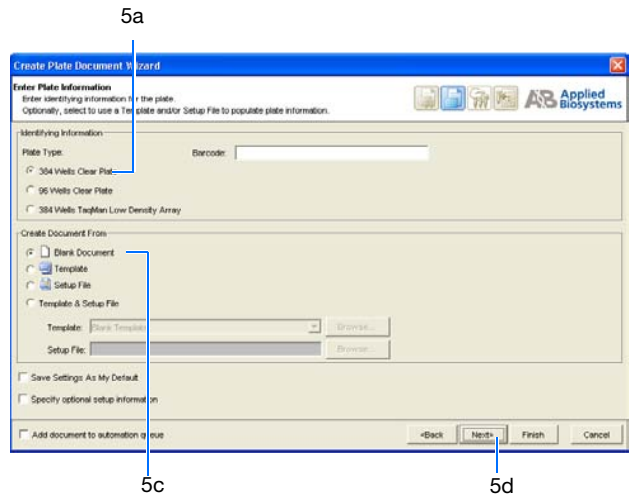 5a
Create Plate Document Wizard
Enter Plate Information
Enter identifying information for the plate.
Optionally, select to use a Template and/or Setup File to populate plate information.
AB Applied Biosystems
Identifying Information
Plate Type:
Barcode:
384 Wells Clear Plate
96 Wells Clear Plate
384 Wells TaqMan Low Density Array
Create Document From
Blank Document
Template
Setup File
Template & Setup File
Template: Blank Template Browse...
Setup File: Browse...
Save Settings As My Default
Specify optional setup information
Add document to automation queue
<Back Next> Finish Cancel
5c 5d